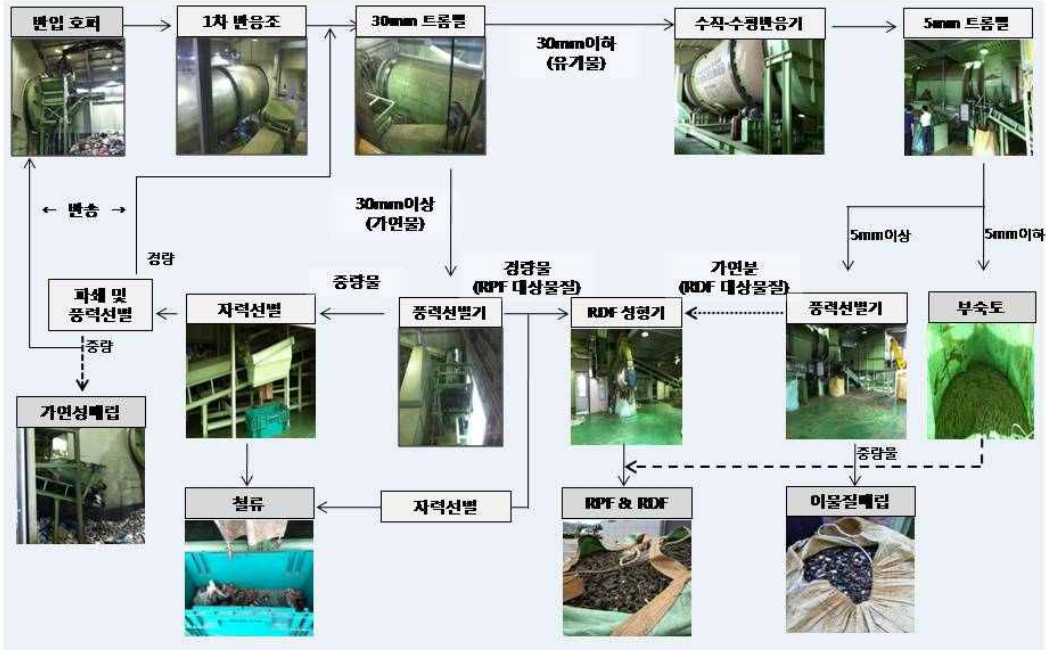 반입 호퍼
1차 반응조
30mm 트롬멜
30mm이하
(유기물)
수직·수평반응기
5mm 트롬멜
← 반송 →
30mm이상
(가연물)
5mm이상
5mm이하
경량
파쇄 및
풍력선별
중량물
자력선별
풍력선별기
경량물
(RPF 대상물질)
RDF 성형기
가연분
(RDF 대상물질)
풍력선별기
부숙토
중량
가연성매립
중량물
철류
자력선별
RPF & RDF
이물질매립